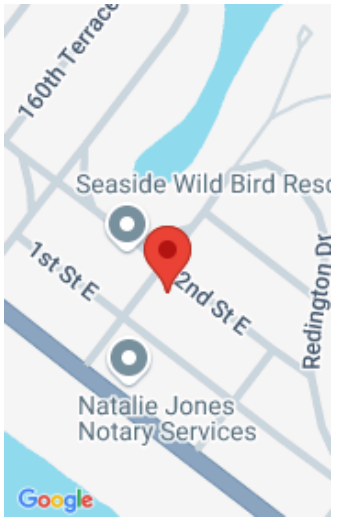 160th Terrace
Seaside Wild Bird Resc
1st St E
2nd St E
Redington Dr
Natalie Jones
Notary Services
Google